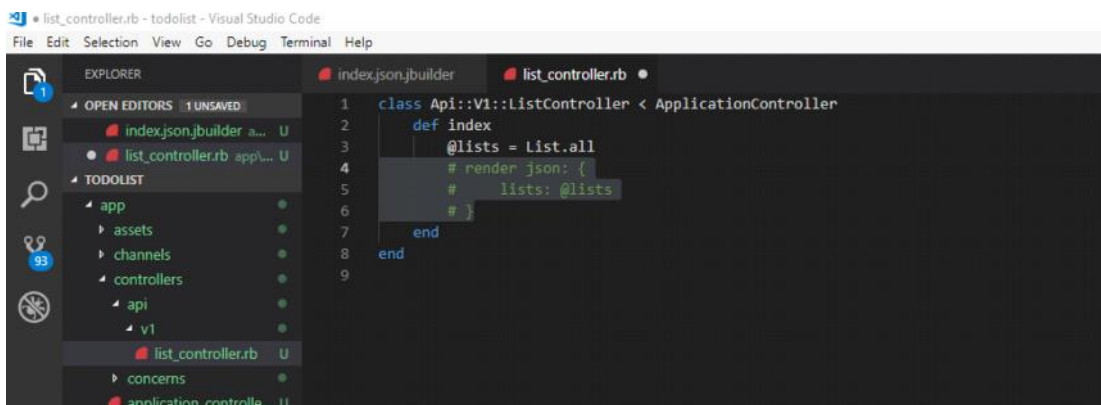 ● list_controller.rb - todolist - Visual Studio Code
File Edit Selection View Go Debug Terminal Help
EXPLORER
index.json.jbuilder
list_controller.rb ●
OPEN EDITORS 1 UNSAVED
index.json.jbuilder a... U
● list_controller.rb app\... U
TODOLIST
app
assets
channels
controllers
api
v1
list_controller.rb U
concerns
application_controlle... U
1
93
1 class Api::V1::ListController < ApplicationController
2 def index
3 @lists = List.all
4 # render json: {
5 # lists: @lists
6 # }
7 end
8 end
9